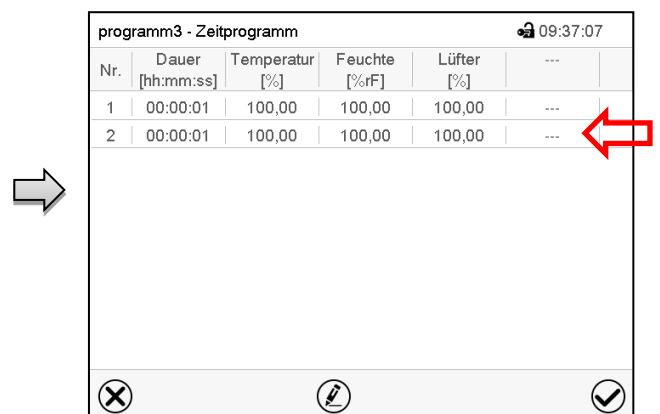 programm3 - Zeitprogramm 09:37:07
Nr. Dauer [hh:mm:ss] Temperatur [%] Feuchte [%rF] Lüfter [%] ---
1 00:00:01 100,00 100,00 100,00 ---
2 00:00:01 100,00 100,00 100,00 ---